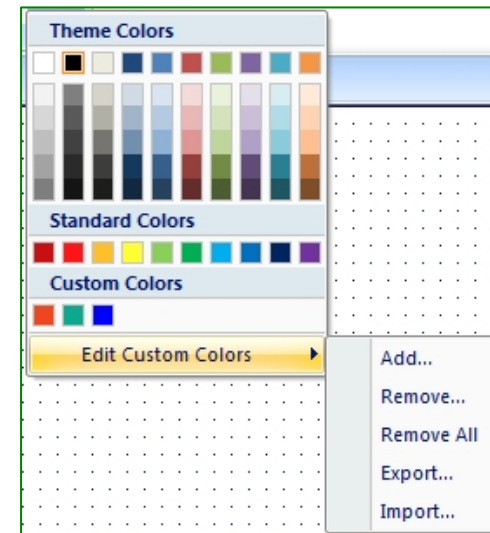 Theme Colors
Standard Colors
Custom Colors
Edit Custom Colors
Add...
Remove...
Remove All
Export...
Import...